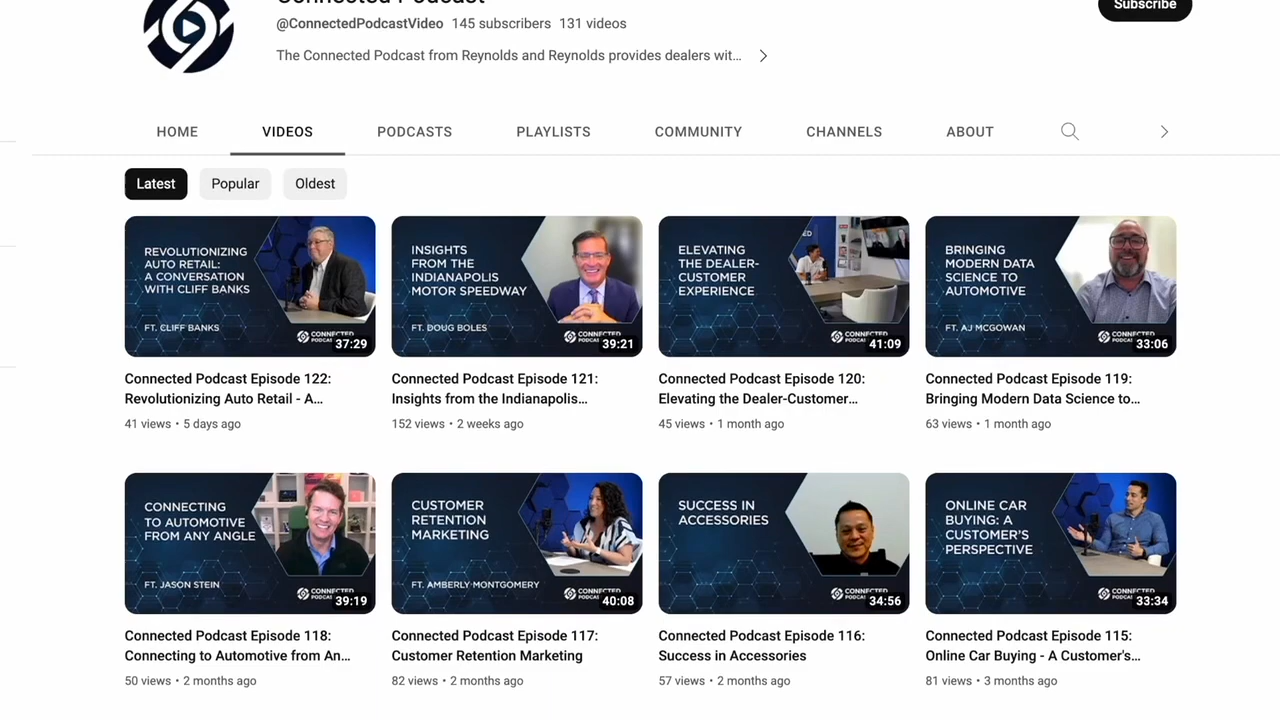 Connected Podcast
Subscribe
@ConnectedPodcastVideo 145 subscribers 131 videos
The Connected Podcast from Reynolds and Reynolds provides dealers wit...
HOME VIDEOS PODCASTS PLAYLISTS COMMUNITY CHANNELS ABOUT
Latest Popular Oldest
REVOLUTIONIZING
AUTO RETAIL:
A CONVERSATION
WITH CLIFF BANKS
FT. CLIFF BANKS
CONNECTED
37:29
INSIGHTS
FROM THE
INDIANAPOLIS
MOTOR SPEEDWAY
FT. DOUG BOLES
CONNECTED
39:21
ELEVATING
THE DEALER-
CUSTOMER
EXPERIENCE
CONNECTED
41:09
BRINGING
MODERN DATA
SCIENCE TO
AUTOMOTIVE
FT. AJ MCGOWAN
CONNECTED
33:06
Connected Podcast Episode 122:
Revolutionizing Auto Retail - A...
41 views • 5 days ago
Connected Podcast Episode 121:
Insights from the Indianapolis...
152 views • 2 weeks ago
Connected Podcast Episode 120:
Elevating the Dealer-Customer...
45 views • 1 month ago
Connected Podcast Episode 119:
Bringing Modern Data Science to...
63 views • 1 month ago
CONNECTING
TO AUTOMOTIVE
FROM ANY ANGLE
FT. JASON STEIN
CONNECTED
39:19
CUSTOMER
RETENTION
MARKETING
FT. AMBERLY MONTGOMERY
CONNECTED
40:08
SUCCESS IN
ACCESSORIES
CONNECTED
34:56
ONLINE CAR
BUYING: A
CUSTOMER'S
PERSPECTIVE
CONNECTED
33:34
Connected Podcast Episode 118:
Connecting to Automotive from An...
50 views • 2 months ago
Connected Podcast Episode 117:
Customer Retention Marketing
82 views • 2 months ago
Connected Podcast Episode 116:
Success in Accessories
57 views • 2 months ago
Connected Podcast Episode 115:
Online Car Buying - A Customer's...
81 views • 3 months ago